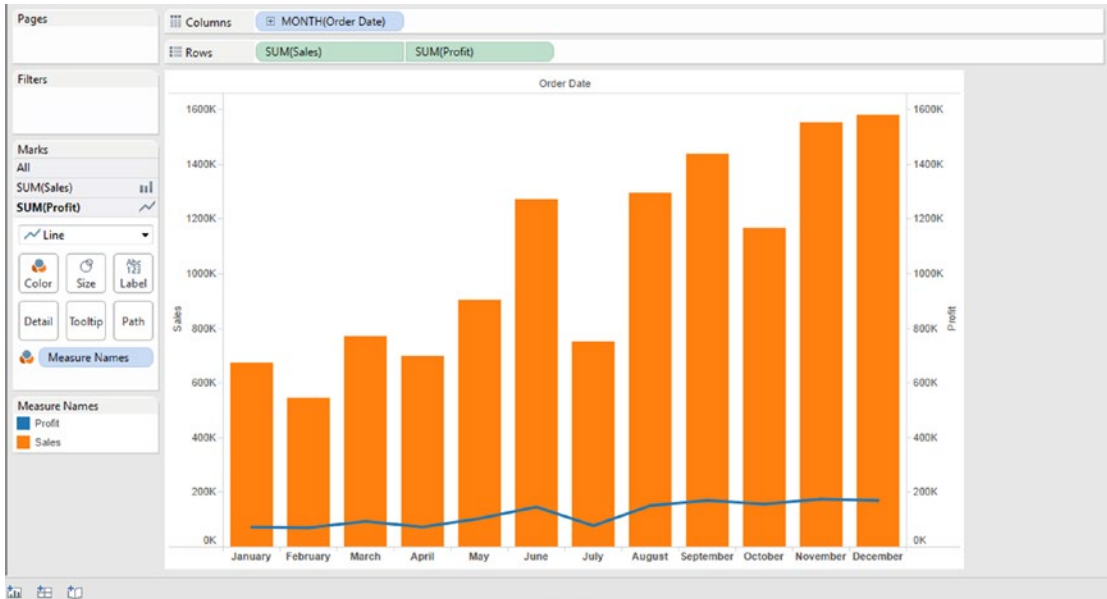 Pages
Columns
MONTH(Order Date)
Rows
SUM(Sales)
SUM(Profit)
Filters
Marks
All
SUM(Sales)
SUM(Profit)
Line
Color
Size
Abc
123
Label
Detail
Tooltip
Path
Measure Names
Measure Names
Profit
Sales
Order Date
1600K
1400K
1200K
1000K
800K
600K
400K
200K
0K
Sales
1600K
1400K
1200K
1000K
800K
600K
400K
200K
0K
Profit
January February March April May June July August September October November December